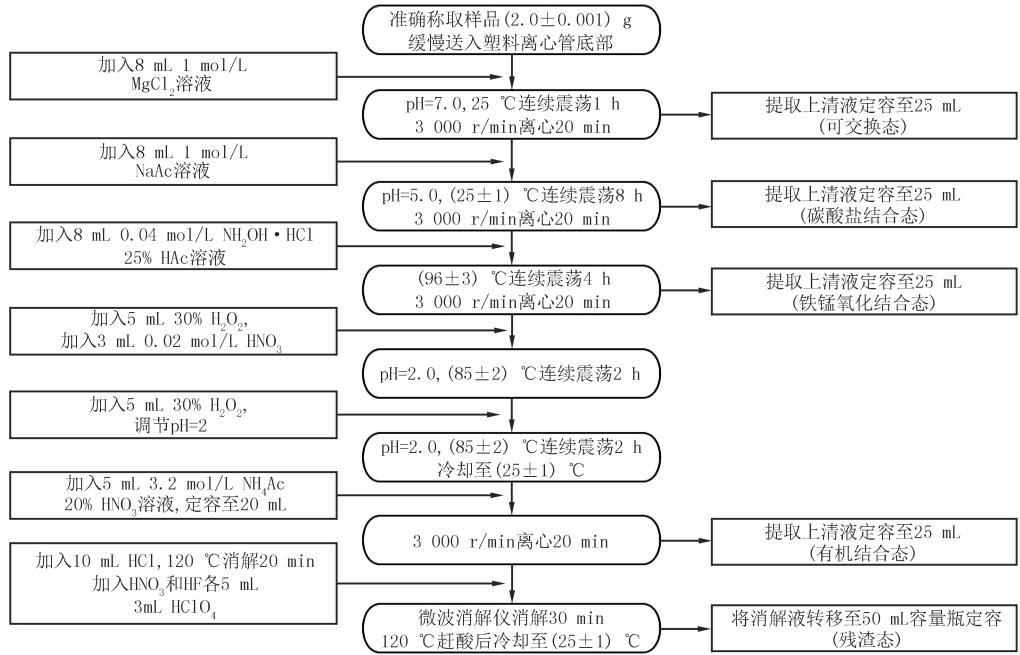 准确称取样品(2.0±0.001) g
缓慢送入塑料离心管底部
加入8 mL 1 mol/L
MgCl₂溶液
pH=7.0,25 ℃连续震荡1 h
3 000 r/min离心20 min
提取上清液定容至25 mL
(可交换态)
加入8 mL 1 mol/L
NaAc溶液
pH=5.0,(25±1) ℃连续震荡8 h
3 000 r/min离心20 min
提取上清液定容至25 mL
(碳酸盐结合态)
加入8 mL 0.04 mol/L NH₂OH·HCl
25% HAc溶液
(96±3) ℃连续震荡4 h
3 000 r/min离心20 min
提取上清液定容至25 mL
(铁锰氧化结合态)
加入5 mL 30% H₂O₂,
加入3 mL 0.02 mol/L HNO₃
pH=2.0,(85±2) ℃连续震荡2 h
加入5 mL 30% H₂O₂,
调节pH=2
pH=2.0,(85±2) ℃连续震荡2 h
冷却至(25±1) ℃
加入5 mL 3.2 mol/L NH₄Ac
20% HNO₃溶液,定容至20 mL
3 000 r/min离心20 min
提取上清液定容至25 mL
(有机结合态)
加入10 mL HCl,120 ℃消解20 min
加入HNO₃和HF各5 mL
3mL HClO₄
微波消解仪消解30 min
120 ℃赶酸后冷却至(25±1) ℃
将消解液转移至50 mL容量瓶定容
(残渣态)